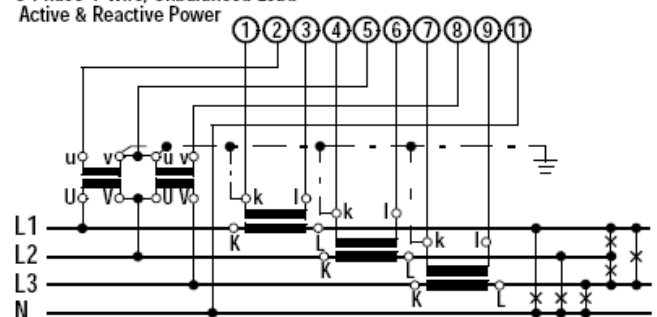 Active & Reactive Power
1 2 3 4 5 6 7 8 9 11
u v u v
U V U V
k l k l k l
K L K L K L
L1
L2
L3
N